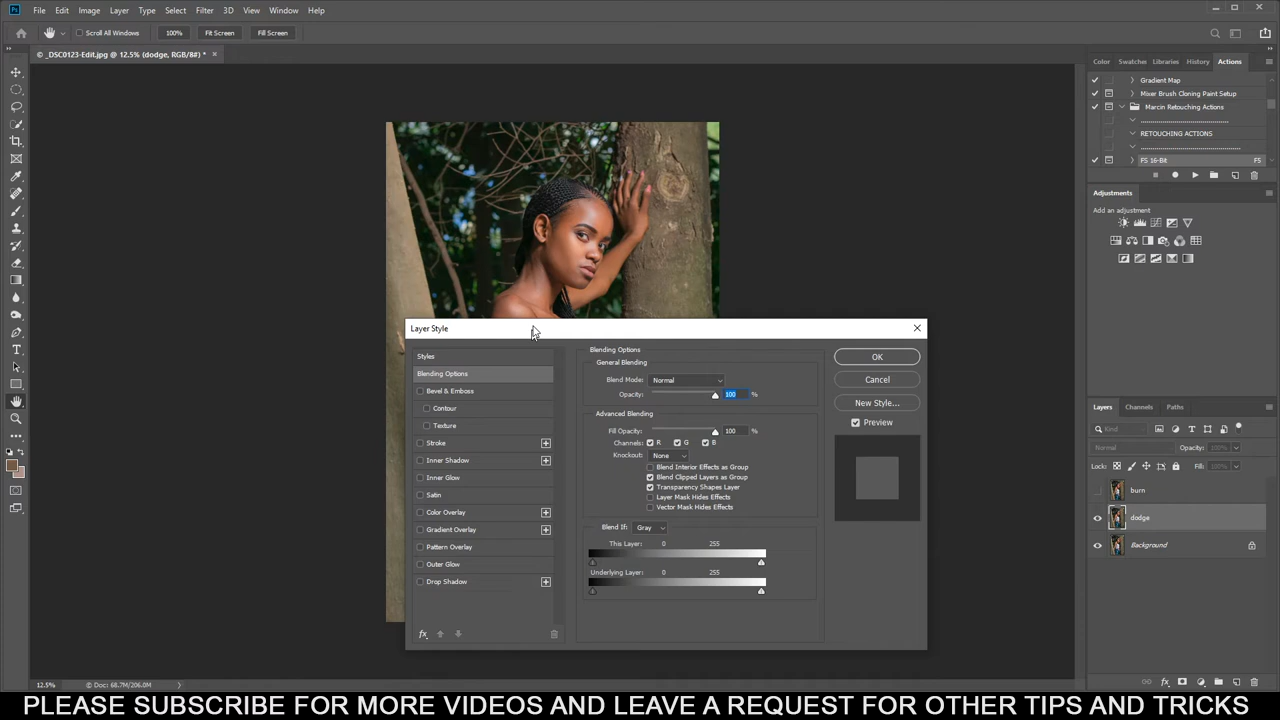 Ps File Edit Image Layer Type Select Filter 3D View Window Help
Scroll All Windows 100% Fit Screen Fill Screen
© _DSC0123-Edit.jpg @ 12.5% (dodge, RGB/8#) * ×
Color Swatches Libraries History Actions
Gradient Map
Mixer Brush Cloning Paint Setup
Marcin Retouching Actions
RETOUCHING ACTIONS
FS 16-Bit F5
Adjustments
Add an adjustment
Layer Style
Styles
Blending Options
Bevel & Emboss
Contour
Texture
Stroke
Inner Shadow
Inner Glow
Satin
Color Overlay
Gradient Overlay
Pattern Overlay
Outer Glow
Drop Shadow
fx
Blending Options
General Blending
Blend Mode: Normal
Opacity: 100 %
Advanced Blending
Fill Opacity: 100 %
Channels: R G B
Knockout: None
Blend Interior Effects as Group
Blend Clipped Layers as Group
Transparency Shapes Layer
Layer Mask Hides Effects
Vector Mask Hides Effects
Blend If: Gray
This Layer: 0 255
Underlying Layer: 0 255
OK
Cancel
New Style...
Preview
Layers Channels Paths
Kind
Normal Opacity: 100%
Lock: Fill: 100%
burn
dodge
Background
12.5% Doc: 68.7M/206.0M
PLEASE SUBSCRIBE FOR MORE VIDEOS AND LEAVE A REQUEST FOR OTHER TIPS AND TRICKS